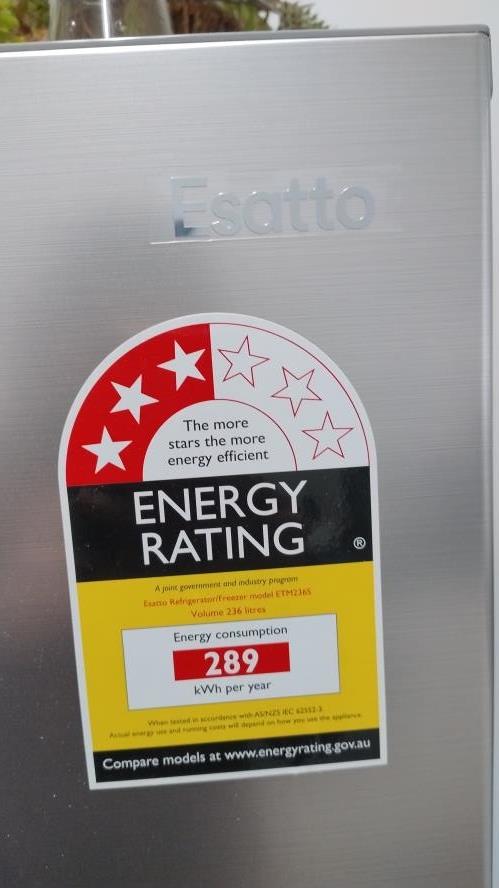 Esatto
The more
stars the more
energy efficient
ENERGY
RATING ®
A joint government and industry program
Esatto Refrigerator/Freezer model ETM236S
Volume 236 litres
Energy consumption
289
kWh per year
When tested in accordance with AS/NZS IEC 62552-3.
Actual energy use and running costs will depend on how you use the appliance.
Compare models at www.energyrating.gov.au